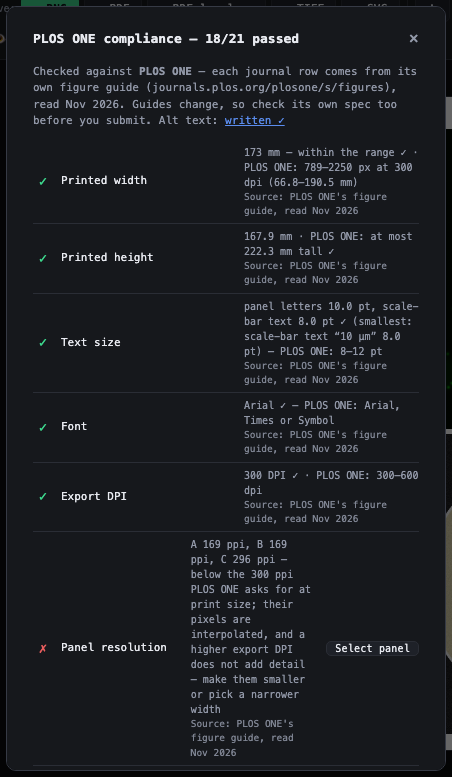 PLOS ONE compliance — 18/21 passed ×
Checked against PLOS ONE — each journal row comes from its
own figure guide (journals.plos.org/plosone/s/figures),
read Nov 2026. Guides change, so check its own spec too
before you submit. Alt text: written ✓
173 mm — within the range ✓ ·
PLOS ONE: 789–2250 px at 300
✓ Printed width
dpi (66.8–190.5 mm)
Source: PLOS ONE's figure
guide, read Nov 2026
167.9 mm · PLOS ONE: at most
✓ Printed height
222.3 mm tall ✓
Source: PLOS ONE's figure
guide, read Nov 2026
panel letters 10.0 pt, scale-
bar text 8.0 pt ✓ (smallest:
✓ Text size
scale-bar text “10 µm” 8.0
pt) — PLOS ONE: 8–12 pt
Source: PLOS ONE's figure
guide, read Nov 2026
Arial ✓ — PLOS ONE: Arial,
✓ Font
Times or Symbol
Source: PLOS ONE's figure
guide, read Nov 2026
300 DPI ✓ · PLOS ONE: 300–600
✓ Export DPI
dpi
Source: PLOS ONE's figure
guide, read Nov 2026
A 169 ppi, B 169
ppi, C 296 ppi —
below the 300 ppi
PLOS ONE asks for at
print size; their
pixels are
interpolated, and a
✗ Panel resolution
higher export DPI
Select panel
does not add detail
— make them smaller
or pick a narrower
width
Source: PLOS ONE's
figure guide, read
Nov 2026